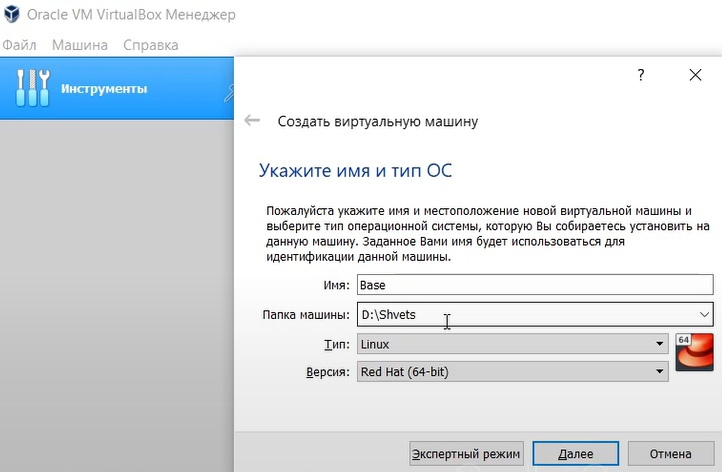 Oracle VM VirtualBox Менеджер
Файл Машина Справка
Инструменты
?
Создать виртуальную машину
Укажите имя и тип ОС
Пожалуйста укажите имя и местоположение новой виртуальной машины и
выберите тип операционной системы, которую Вы собираетесь установить на
данную машину. Заданное Вами имя будет использоваться для
идентификации данной машины.
Имя: Base
Папка машины: D:\Shvets
Тип: Linux
64
Версия: Red Hat (64-bit)
Экспертный режим Далее Отмена